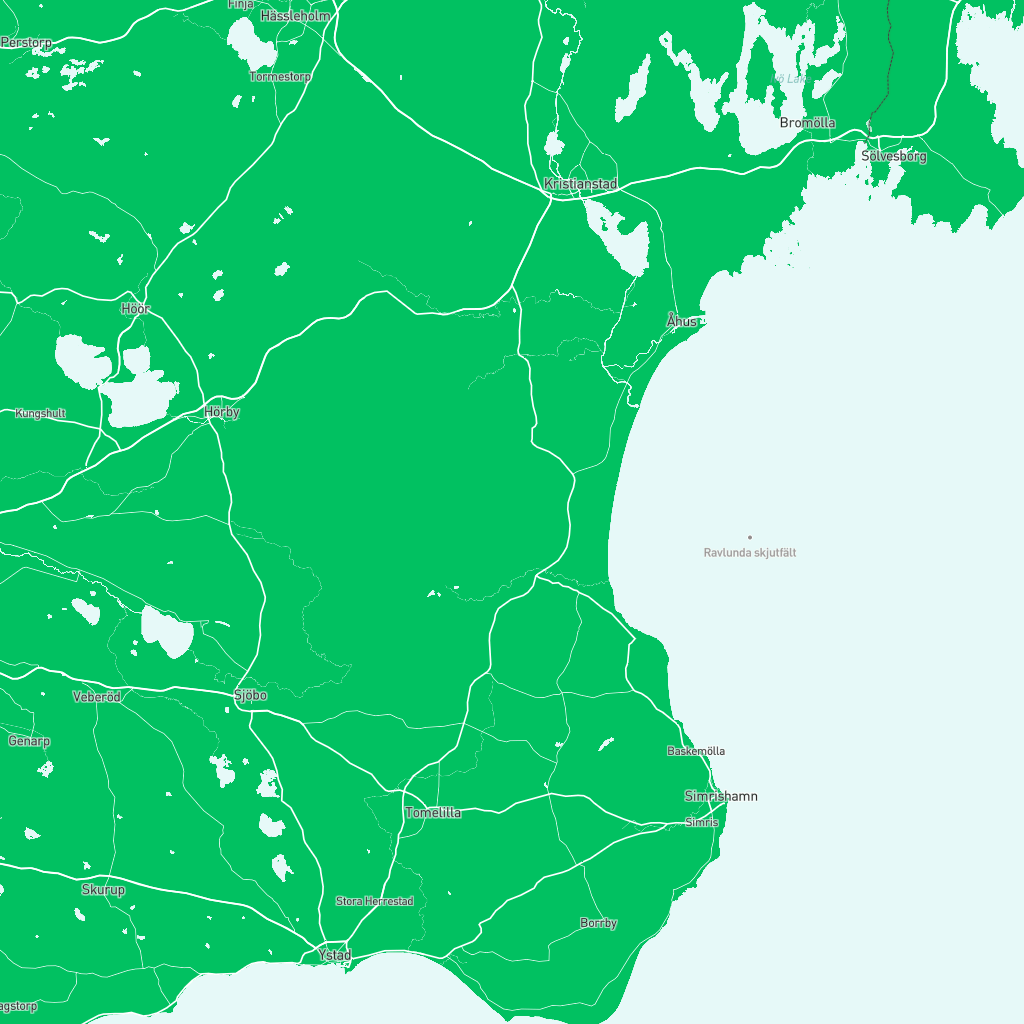 Finja
Hässleholm
Perstorp
Tormestorp
Ivö Lake
Bromölla
Sölvesborg
Kristianstad
Höör
Åhus
Kungshult
Hörby
Ravlunda skjutfält
Sjöbo
Veberöd
Genarp
Baskemölla
Simrishamn
Tomelilla
Simris
Skurup
Stora Herrestad
Borrby
Ystad
agstorp